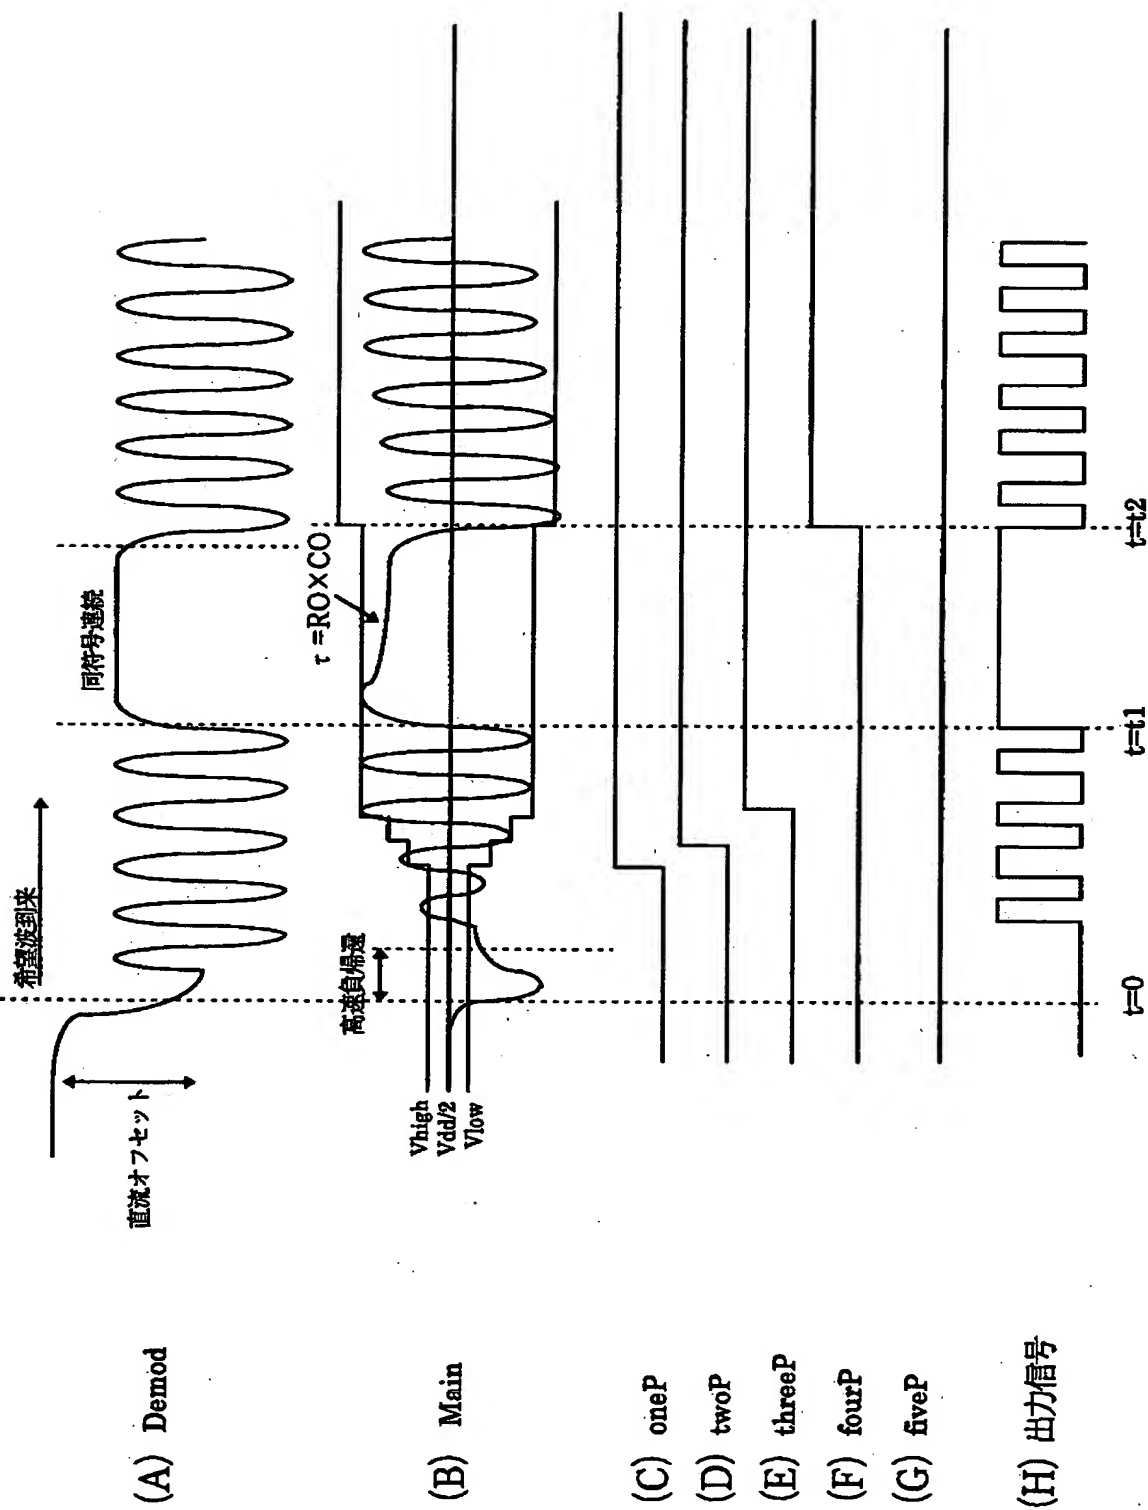 希望波到来
直流オフセット
同符号連続
(A) Demod
高速負帰還
τ=RO×CO
Vhigh
Vdd/2
Vlow
(B) Main
(C) oneP
(D) twoP
(E) threeP
(F) fourP
(G) fiveP
(H) 出力信号
t=0
t=t1
t=t2